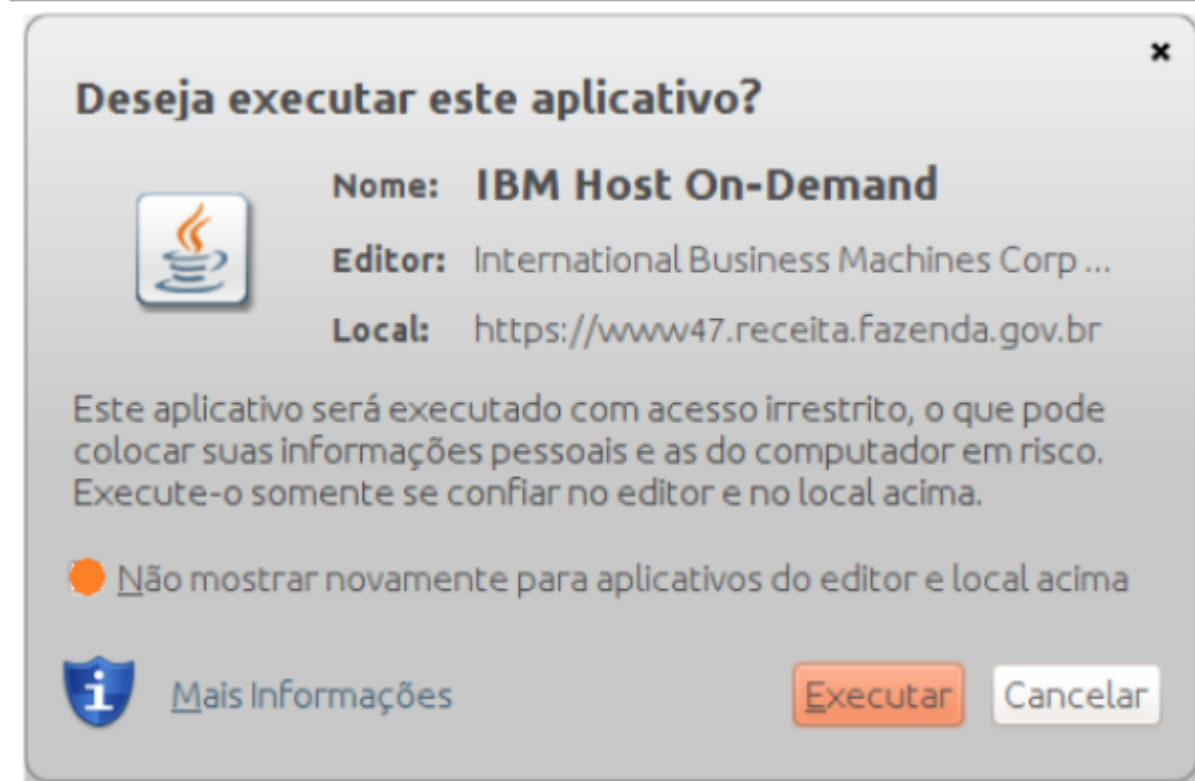 Deseja executar este aplicativo?
Nome: IBM Host On-Demand
Editor: International Business Machines Corp ...
Local: https://www47.receita.fazenda.gov.br
Este aplicativo será executado com acesso irrestrito, o que pode
colocar suas informações pessoais e as do computador em risco.
Execute-o somente se confiar no editor e no local acima.
Não mostrar novamente para aplicativos do editor e local acima
Mais Informações
Executar Cancelar